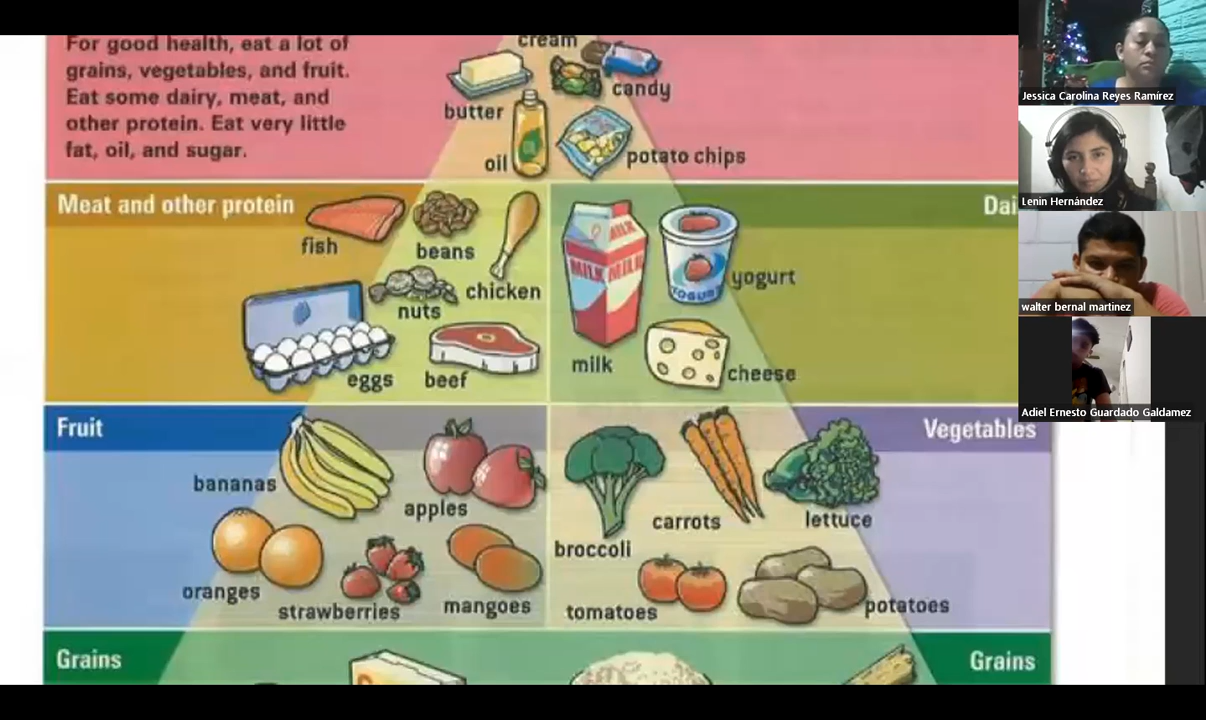 For good health, eat a lot of
grains, vegetables, and fruit.
Eat some dairy, meat, and
other protein. Eat very little
fat, oil, and sugar.
cream
candy
butter
oil
potato chips
Meat and other protein
Dai
fish
beans
chicken
nuts
eggs
beef
MILK
MILK MILK
YOGURT
yogurt
milk
cheese
Fruit
Vegetables
bananas
apples
oranges
strawberries
mangoes
broccoli
carrots
lettuce
tomatoes
potatoes
Grains
Grains
Jessica Carolina Reyes Ramírez
Lenin Hernández
walter bernal martinez
Adiel Ernesto Guardado Galdamez